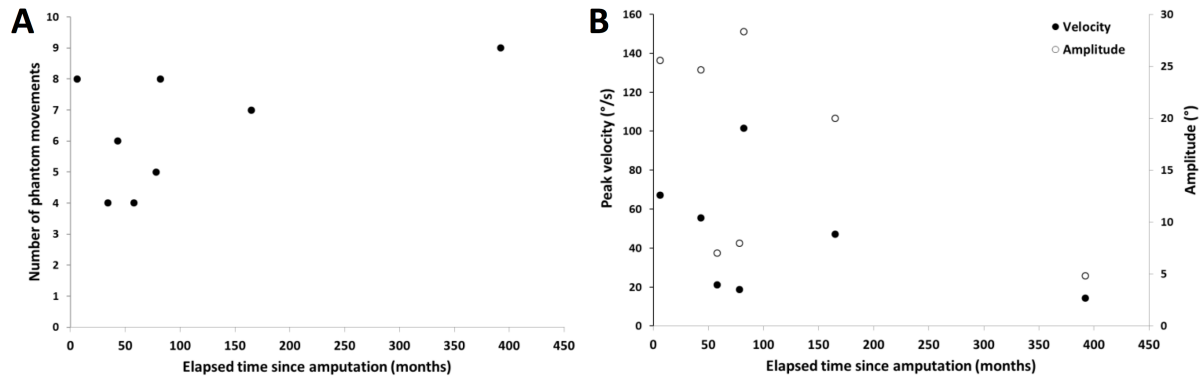 A
Number of phantom movements
10
9
8
7
6
5
4
3
2
1
0
0 50 100 150 200 250 300 350 400 450
Elapsed time since amputation (months)
B
Peak velocity (°/s)
160
140
120
100
80
60
40
20
0
0 50 100 150 200 250 300 350 400 450
Elapsed time since amputation (months)
Velocity
Amplitude
30
25
20
15
10
5
0
Amplitude (°)